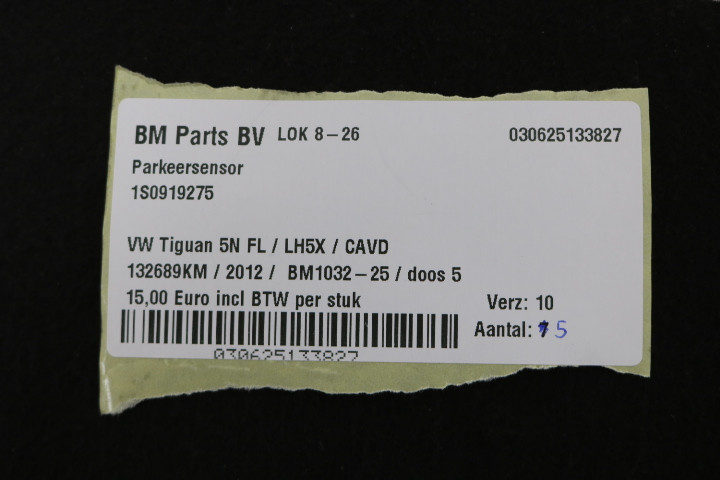 BM Parts BV LOK 8-26 030625133827
Parkeersensor
1S0919275
VW Tiguan 5N FL / LH5X / CAVD
132689KM / 2012 / BM1032-25 / doos 5
15,00 Euro incl BTW per stuk Verz: 10
Aantal: 5
030625133827